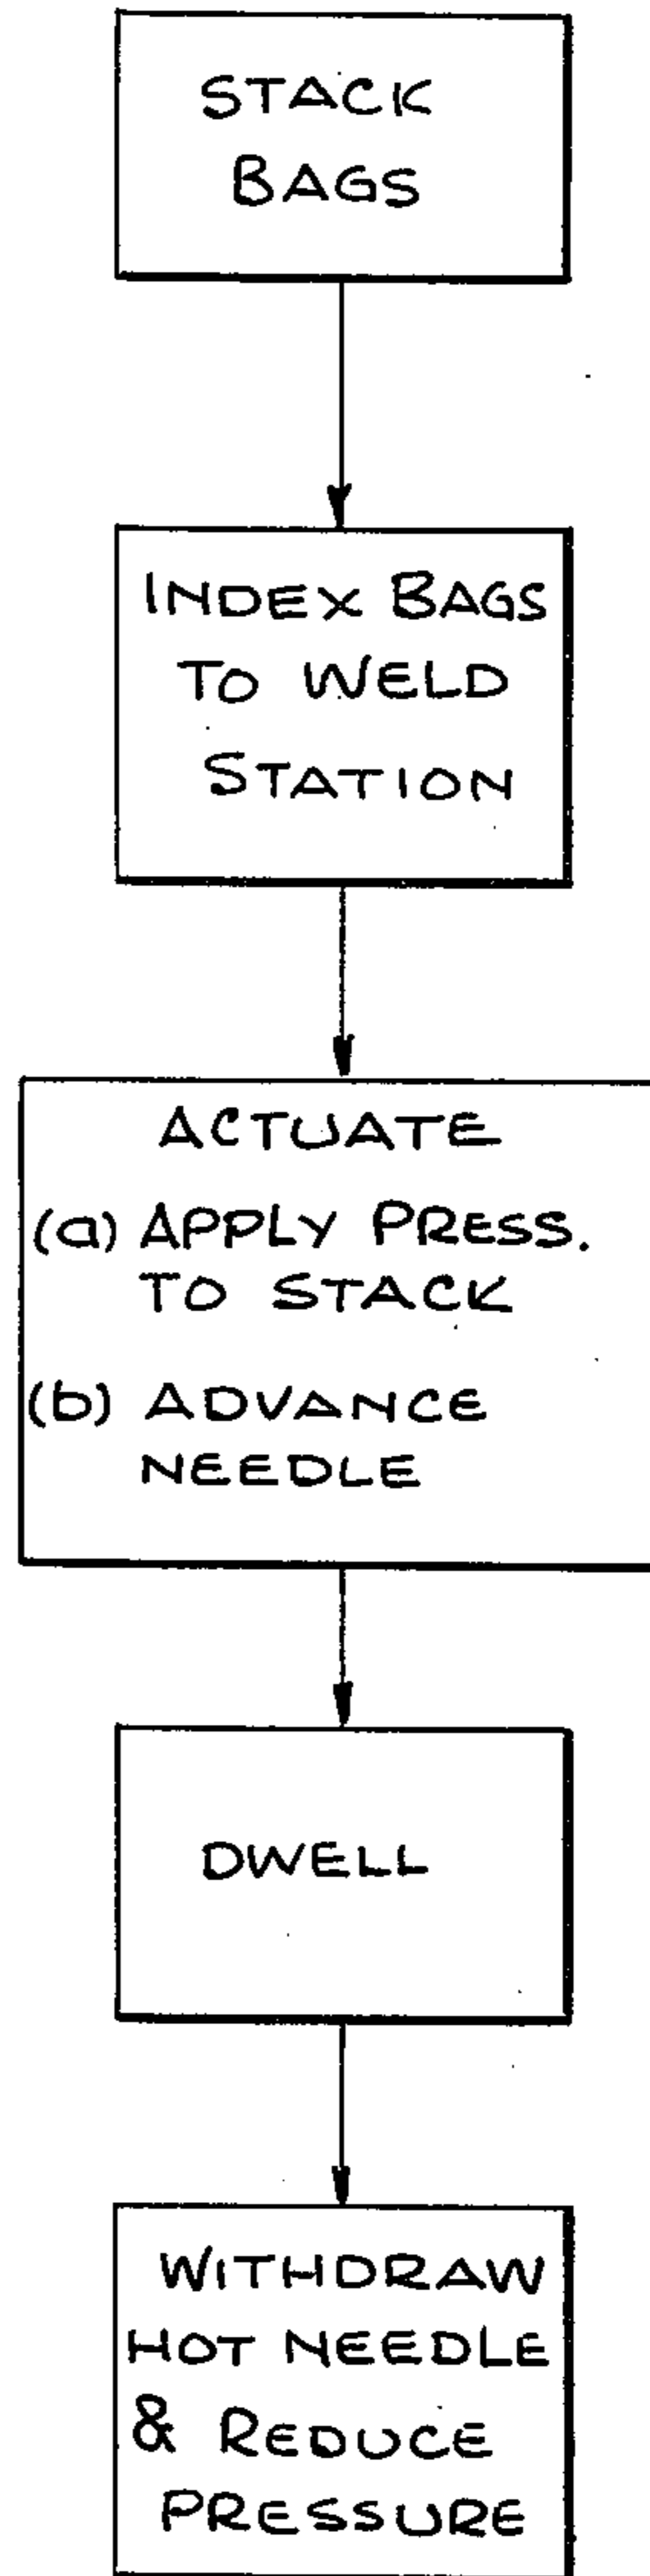 STACK
BAGS
INDEX BAGS
TO WELD
STATION
ACTUATE
(a) APPLY PRESS.
TO STACK
(b) ADVANCE
NEEDLE
DWELL
WITHDRAW
HOT NEEDLE
& REDUCE
PRESSURE